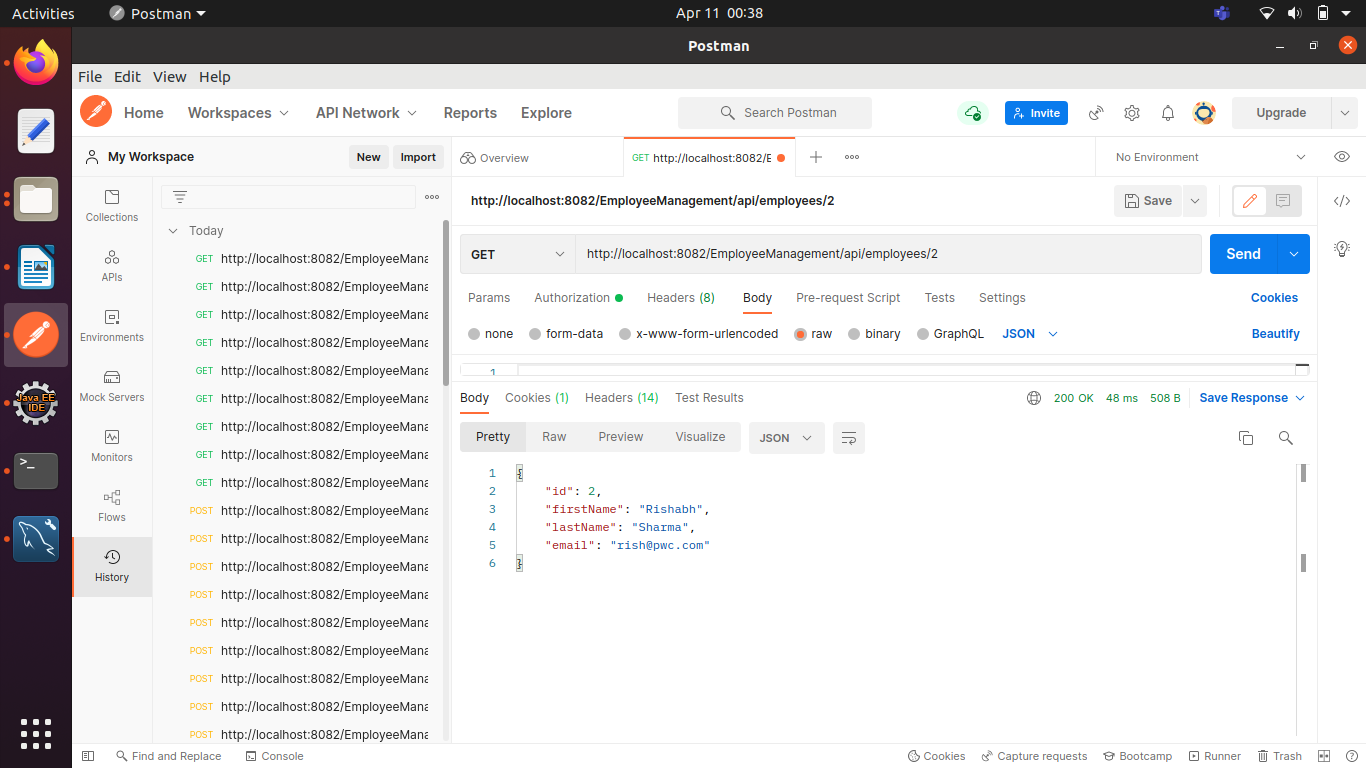 Activities Postman Apr 11 00:38
Postman
File Edit View Help
Home Workspaces API Network Reports Explore Search Postman Invite Upgrade
My Workspace New Import Overview GET http://localhost:8082/E No Environment
http://localhost:8082/EmployeeManagement/api/employees/2 Save
Collections
APIs
Environments
Mock Servers
Monitors
Flows
History
Today
GET http://localhost:8082/EmployeeMana
GET http://localhost:8082/EmployeeMana
GET http://localhost:8082/EmployeeMana
GET http://localhost:8082/EmployeeMana
GET http://localhost:8082/EmployeeMana
GET http://localhost:8082/EmployeeMana
GET http://localhost:8082/EmployeeMana
GET http://localhost:8082/EmployeeMana
GET http://localhost:8082/EmployeeMana
POST http://localhost:8082/EmployeeMana
POST http://localhost:8082/EmployeeMana
POST http://localhost:8082/EmployeeMana
POST http://localhost:8082/EmployeeMana
POST http://localhost:8082/EmployeeMana
POST http://localhost:8082/EmployeeMana
POST http://localhost:8082/EmployeeMana
POST http://localhost:8082/EmployeeMana
POST http://localhost:8082/EmployeeMana
GET http://localhost:8082/EmployeeManagement/api/employees/2 Send
Params Authorization Headers (8) Body Pre-request Script Tests Settings Cookies
none form-data x-www-form-urlencoded raw binary GraphQL JSON Beautify
1
Body Cookies (1) Headers (14) Test Results 200 OK 48 ms 508 B Save Response
Pretty Raw Preview Visualize JSON
1 {
2 "id": 2,
3 "firstName": "Rishabh",
4 "lastName": "Sharma",
5 "email": "rish@pwc.com"
6 }
Java EE
IDE
Find and Replace Console Cookies Capture requests Bootcamp Runner Trash